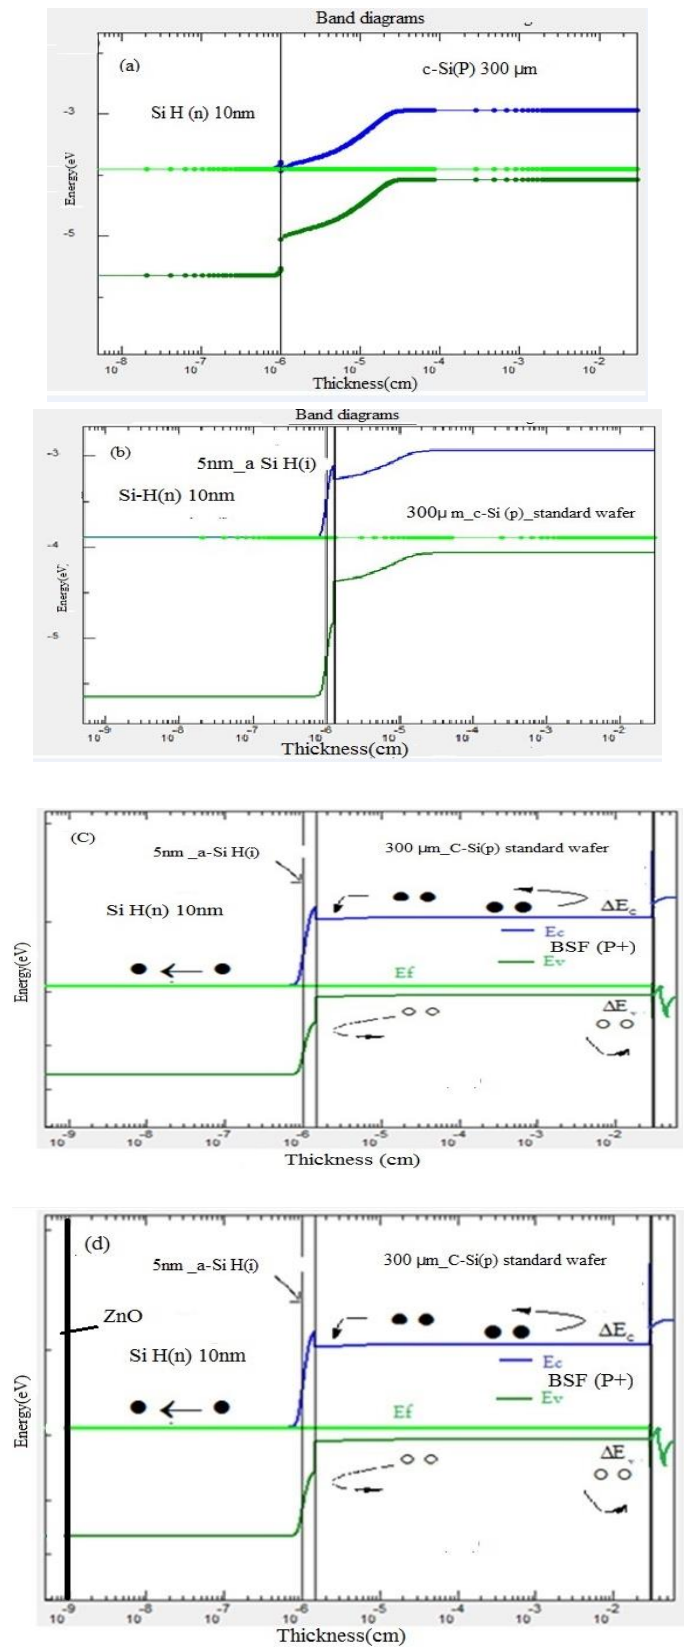 Band diagrams
(a)
c-Si(P) 300 µm
Si H (n) 10nm
-3
-5
Energy(eV
10-8 10-7 10-6 10-5 10-4 10-3 10-2
Thickness(cm)
Band diagrams
(b)
5nm_a Si H(i)
Si-H(n) 10nm
300µ m_c-Si (p)_standard wafer
-3
-4
-5
Energy(eV)
10-9 10-8 10-7 10-6 10-5 10-4 10-3 10-2
Thickness(cm)
(C)
5nm _a-Si H(i)
300 µm_C-Si(p) standard wafer
Si H(n) 10nm
ΔEc
Ec
BSF (P+)
Ev
Ef
ΔE
Energy(eV)
10-9 10-8 10-7 10-6 10-5 10-4 10-3 10-2
Thickness (cm)
(d)
5nm _a-Si H(i)
300 µm_C-Si(p) standard wafer
ZnO
Si H(n) 10nm
ΔEc
Ec
BSF (P+)
Ev
Ef
ΔE
Energy(eV)
10-9 10-8 10-7 10-6 10-5 10-4 10-3 10-2
Thickness(cm)